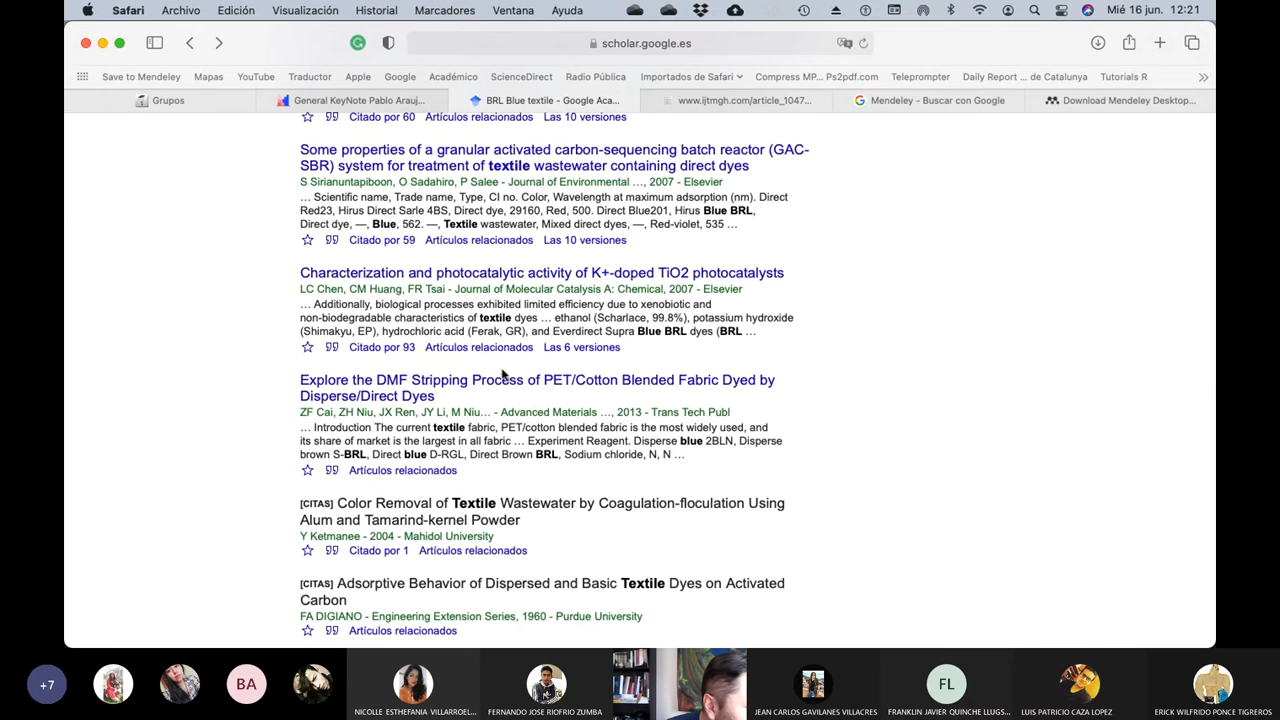 Safari Archivo Edición Visualización Historial Marcadores Ventana Ayuda Mié 16 jun. 12:21
scholar.google.es
Save to Mendeley Mapas YouTube Traductor Apple Google Académico ScienceDirect Radio Pública Importados de Safari Compress MP... Ps2pdf.com Teleprompter Daily Report ... de Catalunya Tutorials R
Grupos General KeyNote Pablo Arauj... BRL Blue textile - Google Aca... www.ijtmgh.com/article_1047... Mendeley - Buscar con Google Download Mendeley Desktop...
Citado por 60 Artículos relacionados Las 10 versiones
Some properties of a granular activated carbon-sequencing batch reactor (GAC-
SBR) system for treatment of textile wastewater containing direct dyes
S Sirianuntapiboon, O Sadahiro, P Salee - Journal of Environmental ..., 2007 - Elsevier
... Scientific name, Trade name, Type, CI no. Color, Wavelength at maximum adsorption (nm). Direct
Red23, Hirus Direct Sarle 4BS, Direct dye, 29160, Red, 500. Direct Blue201, Hirus Blue BRL,
Direct dye, —, Blue, 562. —, Textile wastewater, Mixed direct dyes, —, Red-violet, 535 ...
Citado por 59 Artículos relacionados Las 10 versiones
Characterization and photocatalytic activity of K+-doped TiO2 photocatalysts
LC Chen, CM Huang, FR Tsai - Journal of Molecular Catalysis A: Chemical, 2007 - Elsevier
... Additionally, biological processes exhibited limited efficiency due to xenobiotic and
non-biodegradable characteristics of textile dyes ... ethanol (Scharlace, 99.8%), potassium hydroxide
(Shimakyu, EP), hydrochloric acid (Ferak, GR), and Everdirect Supra Blue BRL dyes (BRL ...
Citado por 93 Artículos relacionados Las 6 versiones
Explore the DMF Stripping Process of PET/Cotton Blended Fabric Dyed by
Disperse/Direct Dyes
ZF Cai, ZH Niu, JX Ren, JY Li, M Niu... - Advanced Materials ..., 2013 - Trans Tech Publ
... Introduction The current textile fabric, PET/cotton blended fabric is the most widely used, and
its share of market is the largest in all fabric ... Experiment Reagent. Disperse blue 2BLN, Disperse
brown S-BRL, Direct blue D-RGL, Direct Brown BRL, Sodium chloride, N, N ...
Artículos relacionados
[CITAS] Color Removal of Textile Wastewater by Coagulation-floculation Using
Alum and Tamarind-kernel Powder
Y Ketmanee - 2004 - Mahidol University
Citado por 1 Artículos relacionados
[CITAS] Adsorptive Behavior of Dispersed and Basic Textile Dyes on Activated
Carbon
FA DIGIANO - Engineering Extension Series, 1960 - Purdue University
Artículos relacionados
+7 BA FL
NICOLLE ESTHEFANIA VILLARROEL... FERNANDO JOSE RIOFRIO ZUMBA JEAN CARLOS GAVILANES VILLACRES FRANKLIN JAVIER QUINCHE LLUGS... LUIS PATRICIO CAZA LOPEZ ERICK WILFRIDO PONCE TIGREROS